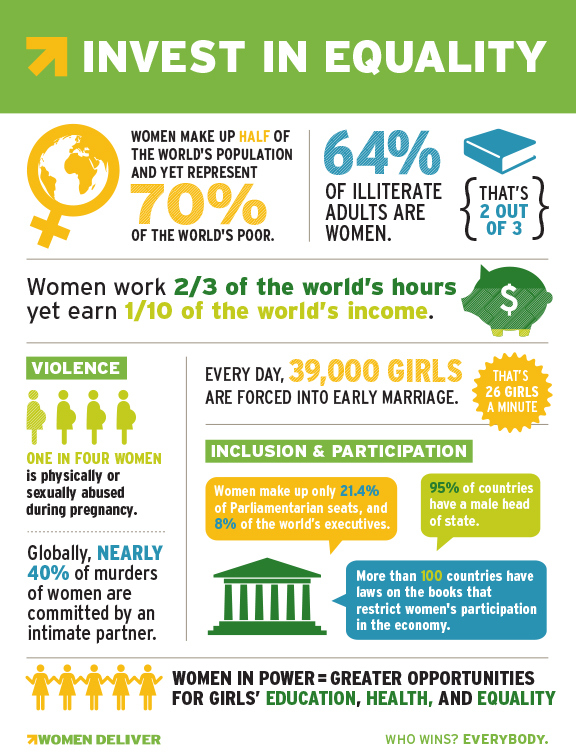 INVEST IN EQUALITY
WOMEN MAKE UP HALF OF
THE WORLD'S POPULATION
AND YET REPRESENT
70%
OF THE WORLD'S POOR.
64%
OF ILLITERATE
ADULTS ARE
WOMEN.
THAT'S
2 OUT
OF 3
Women work 2/3 of the world's hours
yet earn 1/10 of the world's income.
$
VIOLENCE
ONE IN FOUR WOMEN
is physically or
sexually abused
during pregnancy.
Globally, NEARLY
40% of murders
of women are
committed by an
intimate partner.
EVERY DAY, 39,000 GIRLS
ARE FORCED INTO EARLY MARRIAGE.
THAT'S
26 GIRLS
A MINUTE
INCLUSION & PARTICIPATION
Women make up only 21.4%
of Parliamentarian seats, and
8% of the world's executives.
95% of countries
have a male head
of state.
More than 100 countries have
laws on the books that
restrict women's participation
in the economy.
WOMEN IN POWER = GREATER OPPORTUNITIES
FOR GIRLS' EDUCATION, HEALTH, AND EQUALITY
WOMEN DELIVER
WHO WINS? EVERYBODY.